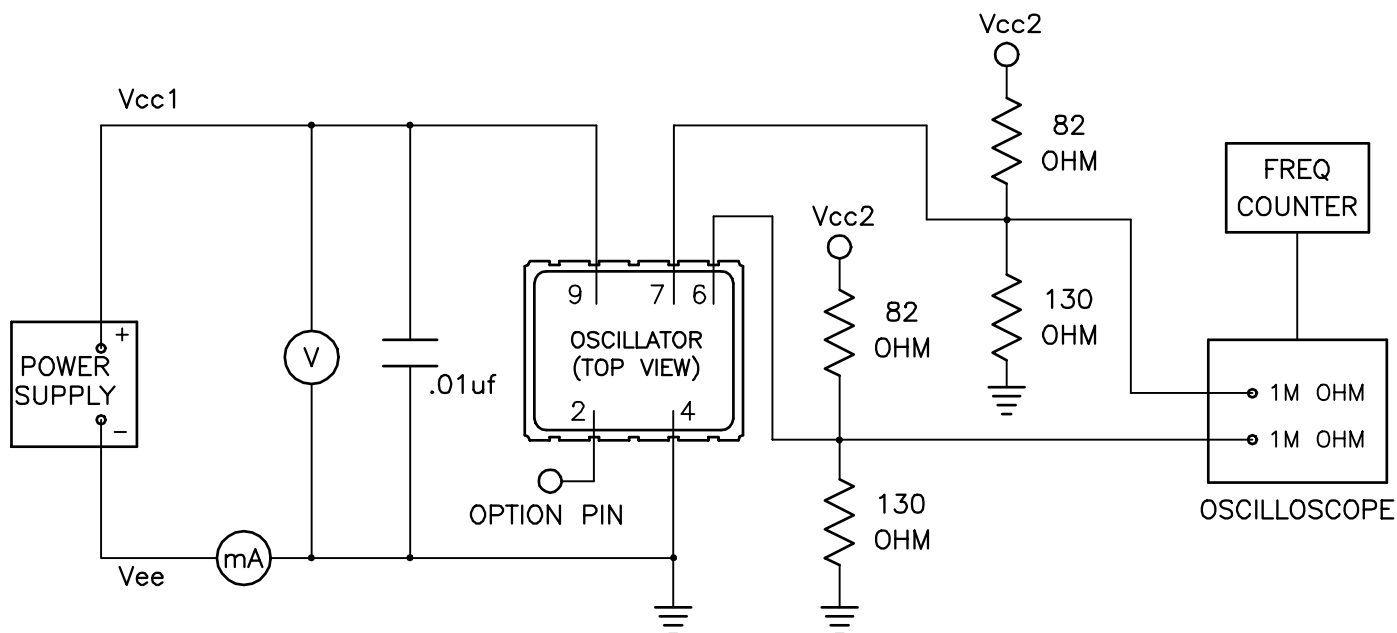 Vcc2
Vcc1
82
OHM
FREQ
COUNTER
Vcc2
9 7 6
82
OHM
130
OHM
OSCILLATOR
(TOP VIEW)
+
POWER
SUPPLY
-
V
.01uf
2 4
1M OHM
1M OHM
OPTION PIN
130
OHM
OSCILLOSCOPE
mA
Vee